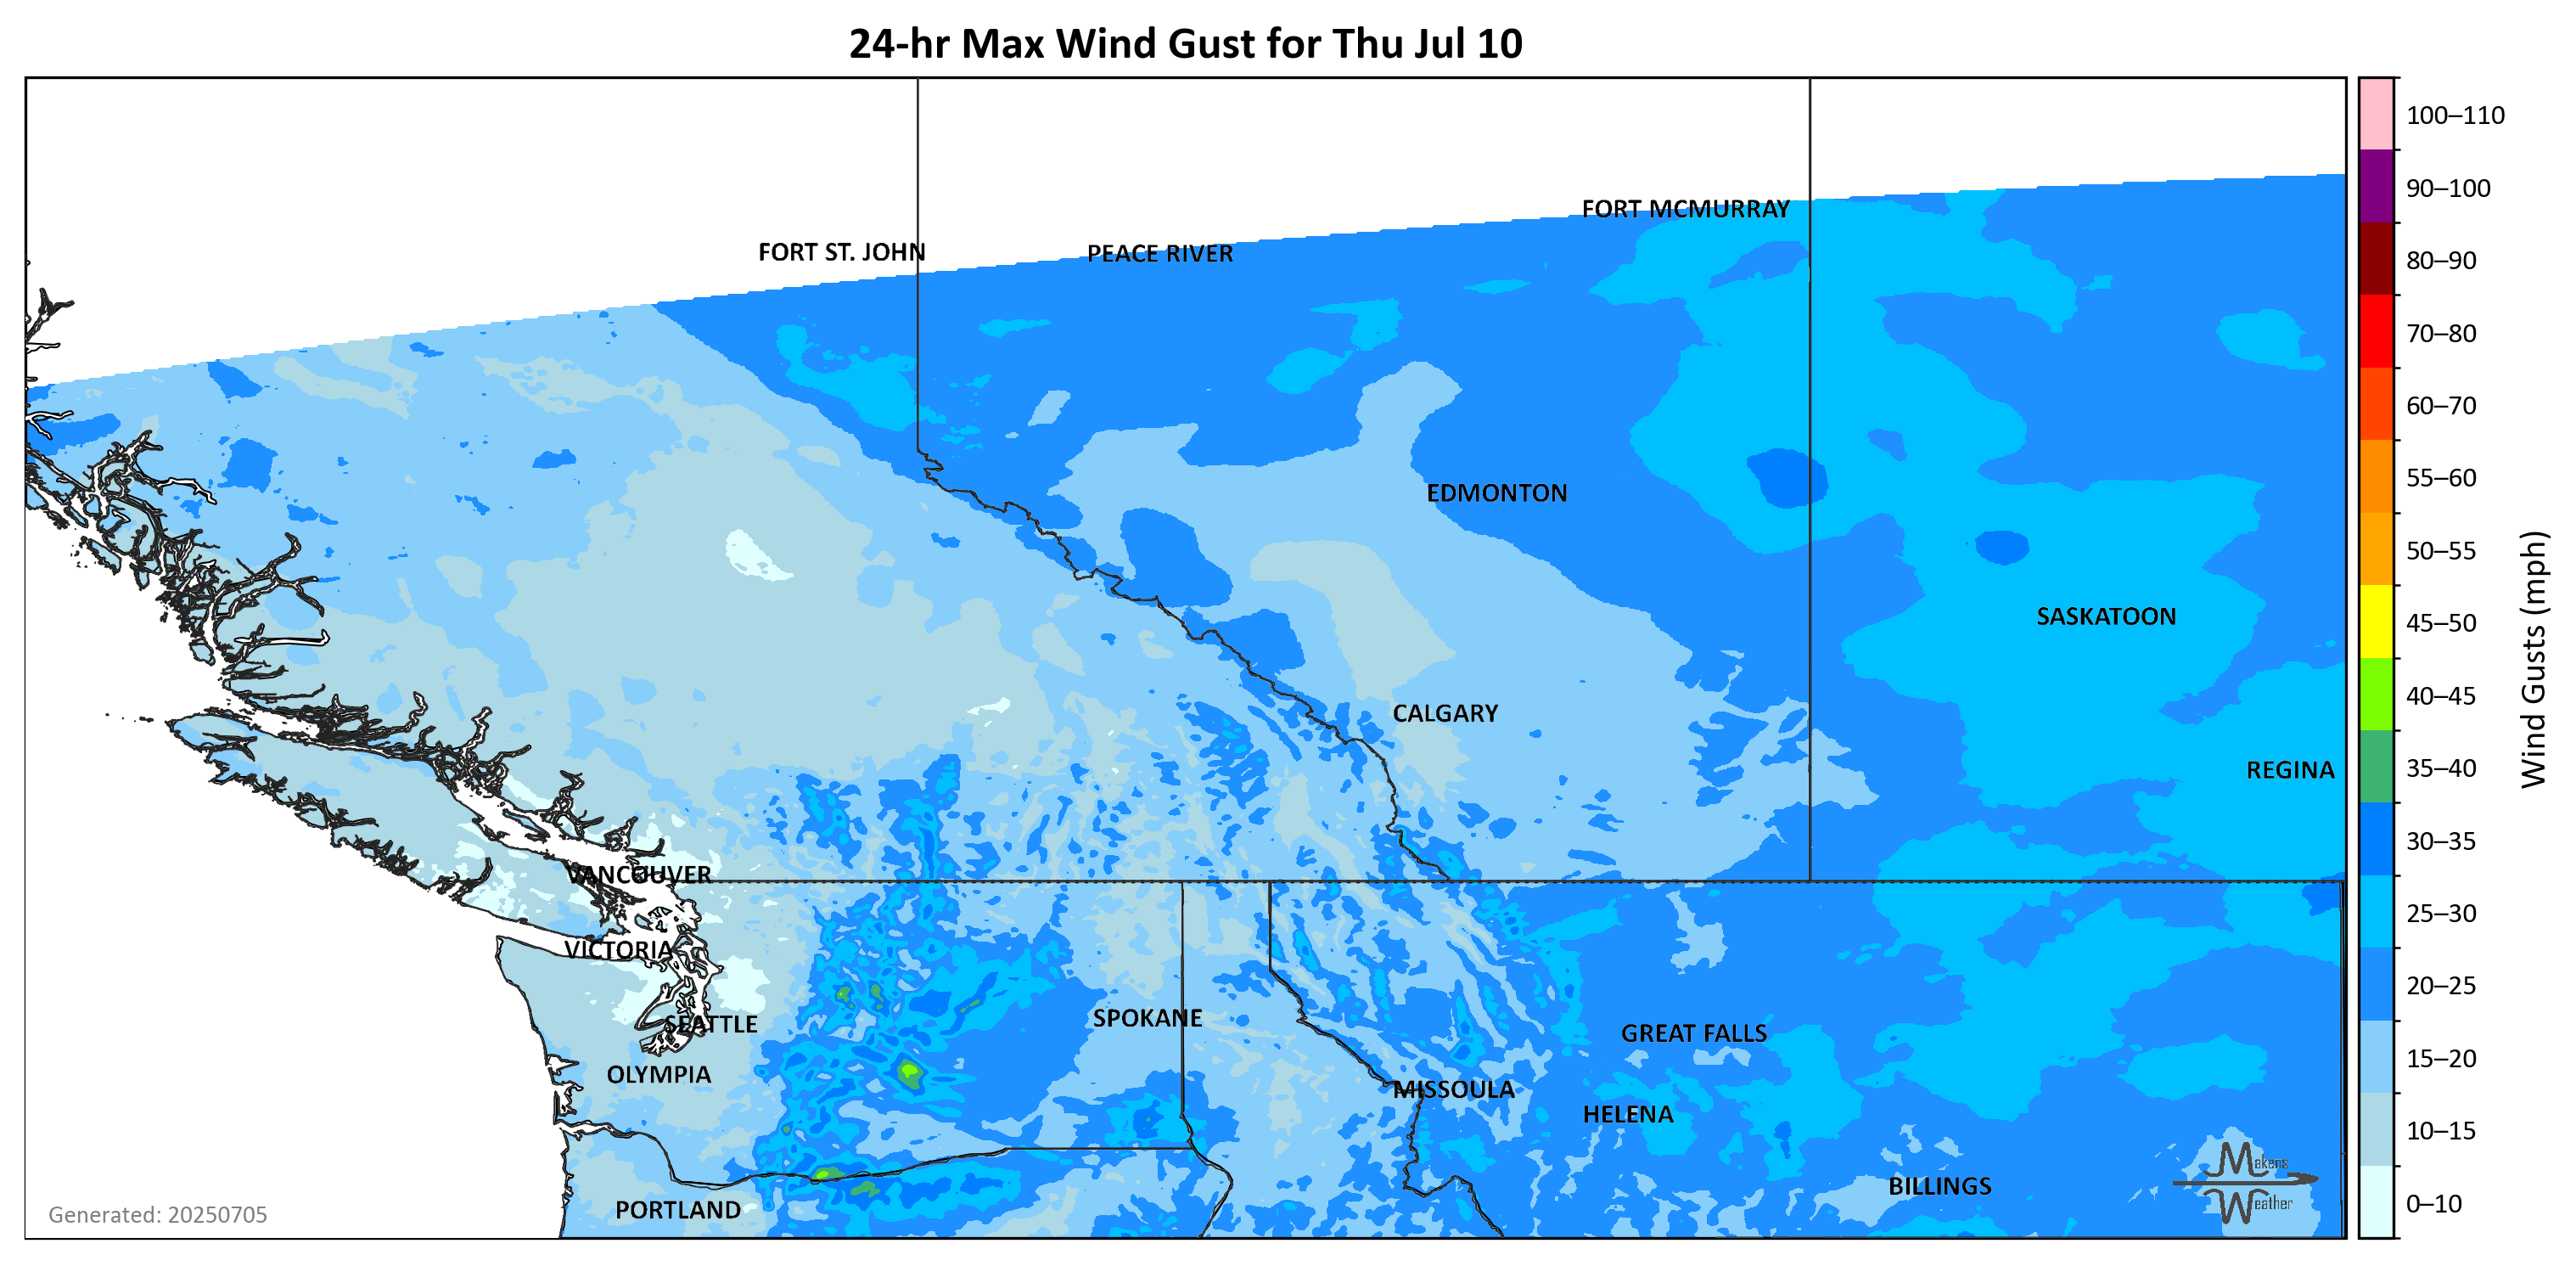 24-hr Max Wind Gust for Thu Jul 10
100–110
90–100
80–90
70–80
60–70
55–60
50–55
45–50
40–45
35–40
30–35
25–30
20–25
15–20
10–15
0–10
Wind Gusts (mph)
FORT MCMURRAY
FORT ST. JOHN
PEACE RIVER
EDMONTON
SASKATOON
CALGARY
REGINA
VANCOUVER
VICTORIA
SPOKANE
SEATTLE
GREAT FALLS
OLYMPIA
MISSOULA
HELENA
BILLINGS
PORTLAND
Makens
Weather
Generated: 20250705